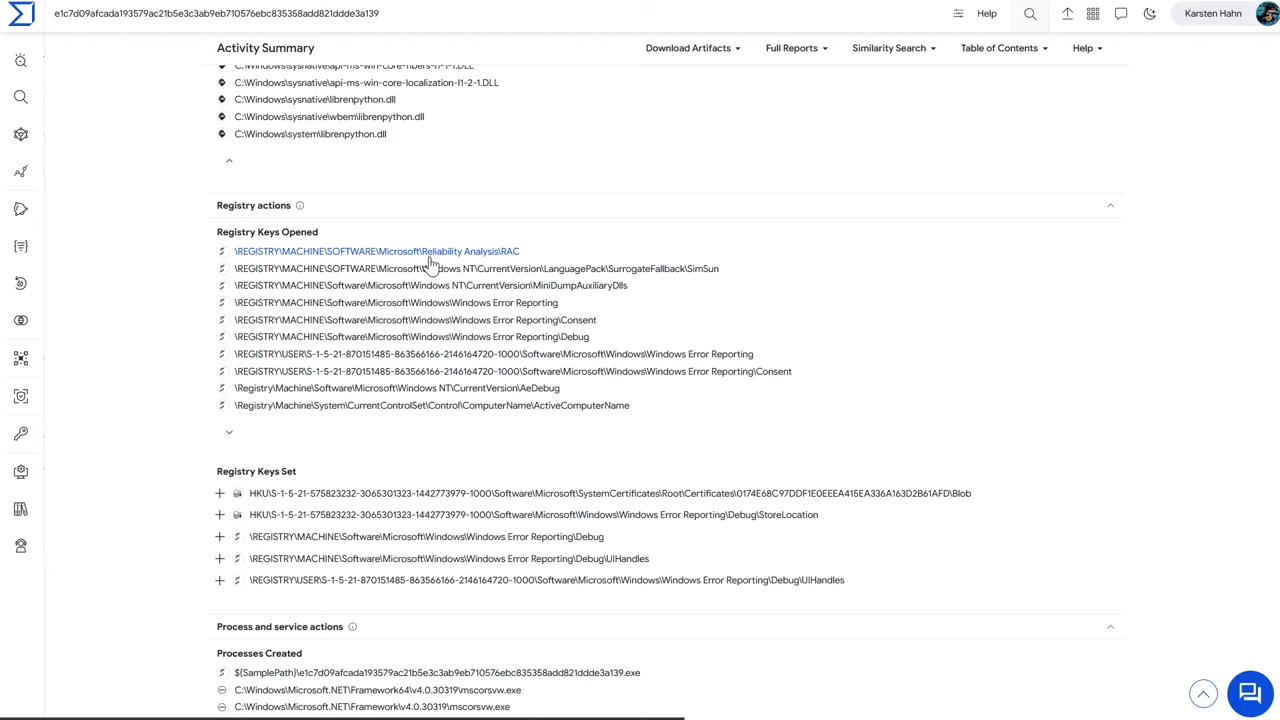 e1c7d09afcada193579ac21b5e3c3ab9eb710576ebc835358add821ddde3a139
Help
Karsten Hahn
Activity Summary
Download Artifacts
Full Reports
Similarity Search
Table of Contents
Help
C:\Windows\sysnative\api-ms-win-core-fibers-l1-1-1.DLL
C:\Windows\sysnative\api-ms-win-core-localization-l1-2-1.DLL
C:\Windows\sysnative\librenpython.dll
C:\Windows\sysnative\wbem\librenpython.dll
C:\Windows\system\librenpython.dll
Registry actions
Registry Keys Opened
\REGISTRY\MACHINE\SOFTWARE\Microsoft\Reliability Analysis\RAC
\REGISTRY\MACHINE\SOFTWARE\Microsoft\Windows NT\CurrentVersion\LanguagePack\SurrogateFallback\SimSun
\REGISTRY\MACHINE\Software\Microsoft\Windows NT\CurrentVersion\MiniDumpAuxiliaryDlls
\REGISTRY\MACHINE\Software\Microsoft\Windows\Windows Error Reporting
\REGISTRY\MACHINE\Software\Microsoft\Windows\Windows Error Reporting\Consent
\REGISTRY\MACHINE\Software\Microsoft\Windows\Windows Error Reporting\Debug
\REGISTRY\USER\S-1-5-21-870151485-863566166-2146164720-1000\Software\Microsoft\Windows\Windows Error Reporting
\REGISTRY\USER\S-1-5-21-870151485-863566166-2146164720-1000\Software\Microsoft\Windows\Windows Error Reporting\Consent
\Registry\Machine\Software\Microsoft\Windows NT\CurrentVersion\AeDebug
\Registry\Machine\System\CurrentControlSet\Control\ComputerName\ActiveComputerName
Registry Keys Set
HKU\S-1-5-21-575823232-3065301323-1442773979-1000\Software\Microsoft\SystemCertificates\Root\Certificates\0174E68C97DDF1E0EEEA415EA336A163D2B61AFD\Blob
HKU\S-1-5-21-575823232-3065301323-1442773979-1000\Software\Microsoft\Windows\Windows Error Reporting\Debug\StoreLocation
\REGISTRY\MACHINE\Software\Microsoft\Windows\Windows Error Reporting\Debug
\REGISTRY\MACHINE\Software\Microsoft\Windows\Windows Error Reporting\Debug\UIHandles
\REGISTRY\USER\S-1-5-21-870151485-863566166-2146164720-1000\Software\Microsoft\Windows\Windows Error Reporting\Debug\UIHandles
Process and service actions
Processes Created
${SamplePath}\e1c7d09afcada193579ac21b5e3c3ab9eb710576ebc835358add821ddde3a139.exe
C:\Windows\Microsoft.NET\Framework64\v4.0.30319\mscorsvw.exe
C:\Windows\Microsoft.NET\Framework\v4.0.30319\mscorsvw.exe